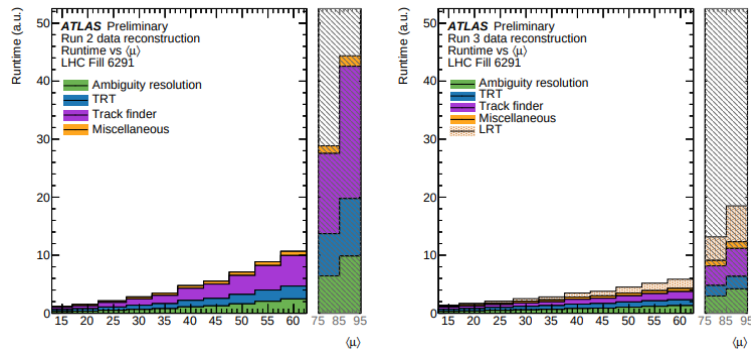 ATLAS Preliminary
Run 2 data reconstruction
Runtime vs ⟨μ⟩
LHC Fill 6291
Ambiguity resolution
TRT
Track finder
Miscellaneous
Runtime (a.u.)
50
40
30
20
10
0
15 20 25 30 35 40 45 50 55 60 75 85 95
⟨μ⟩
ATLAS Preliminary
Run 3 data reconstruction
Runtime vs ⟨μ⟩
LHC Fill 6291
Ambiguity resolution
TRT
Track finder
Miscellaneous
LRT
Runtime (a.u.)
50
40
30
20
10
0
15 20 25 30 35 40 45 50 55 60 75 85 95
⟨μ⟩